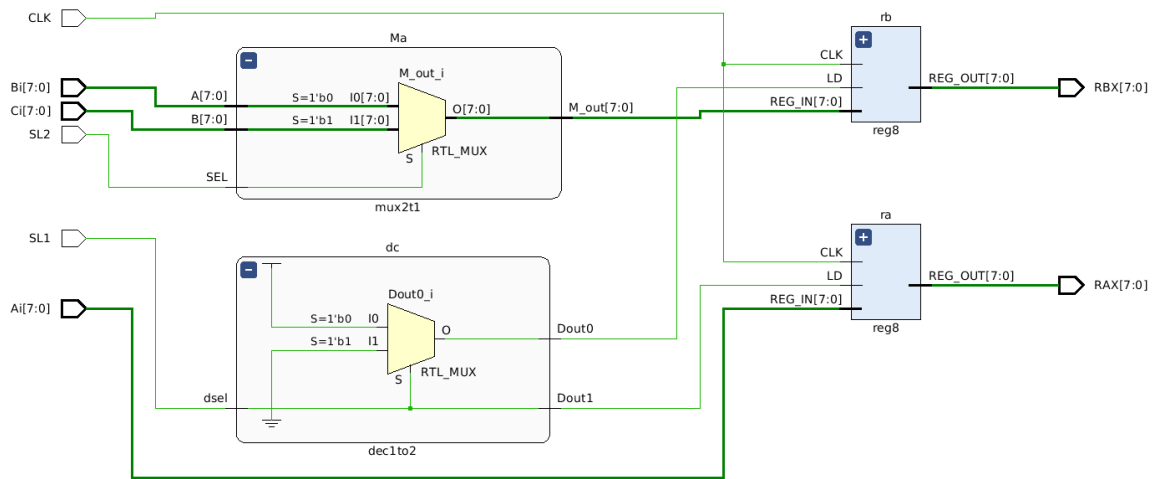 CLK
rb
Ma
CLK
M_out_i
LD
REG_OUT[7:0]
Bi[7:0]
A[7:0]
S=1'b0
I0[7:0]
RBX[7:0]
REG_IN[7:0]
O[7:0]
M_out[7:0]
Ci[7:0]
B[7:0]
S=1'b1
I1[7:0]
reg8
SL2
S
RTL_MUX
SEL
mux2t1
ra
SL1
dc
CLK
LD
REG_OUT[7:0]
RAX[7:0]
Dout0_i
REG_IN[7:0]
Ai[7:0]
S=1'b0
I0
reg8
O
Dout0
S=1'b1
I1
RTL_MUX
S
dsel
Dout1
dec1to2